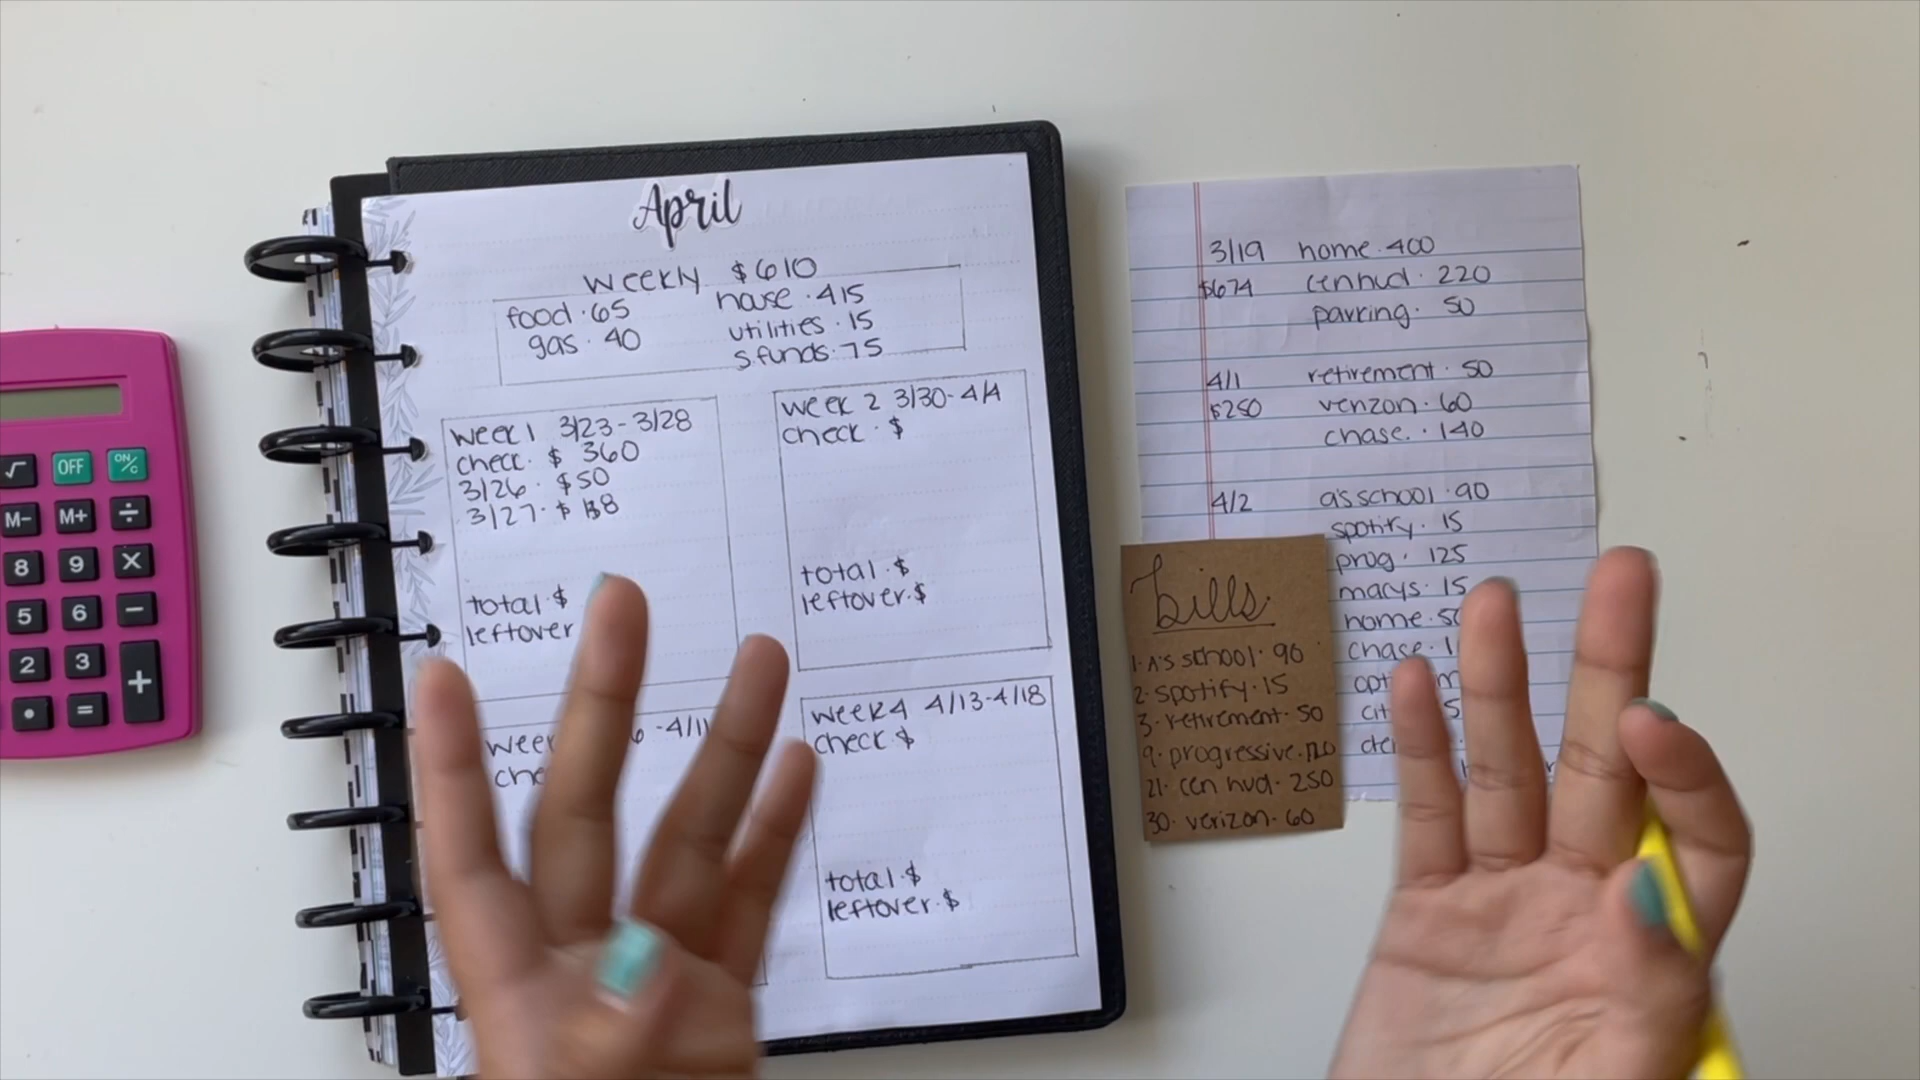 April
weekly $610
food · 65
gas · 40
house · 415
utilities · 15
s.funds · 75
week 1 3/23 - 3/28
check · $ 360
3/26 · $50
3/27 · $
total · $
leftover
week 2 3/30 - 4/4
check · $
total · $
leftover · $
week
-4/11
week 4 4/13-4/18
check · $
total · $
leftover · $
3/19 home · 400
$674 cenhud · 220
parking · 50
4/1 retirement · 50
$250 verizon · 60
chase · 140
4/2 a's school · 90
spotify · 15
prog · 125
macys · 15
home ·
chase ·
bills
1 · A's school · 90
2 · spotify · 15
3 · retirement · 50
9 · progressive ·
21 · cen hud · 250
30 · verizon · 60
√ OFF ON/C
M- M+ ÷
8 9 X
5 6 −
2 3 +
· =